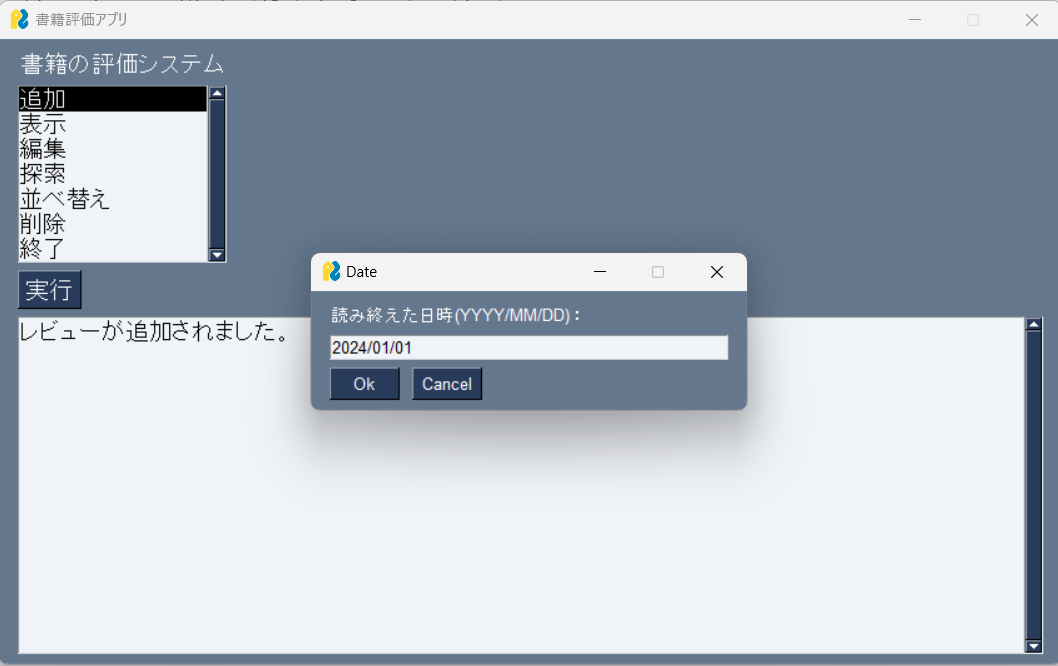 書籍評価アプリ
書籍の評価システム
追加
表示
編集
探索
並べ替え
削除
終了
実行
レビューが追加されました。
Date
読み終えた日時(YYYY/MM/DD)：
2024/01/01
Ok
Cancel